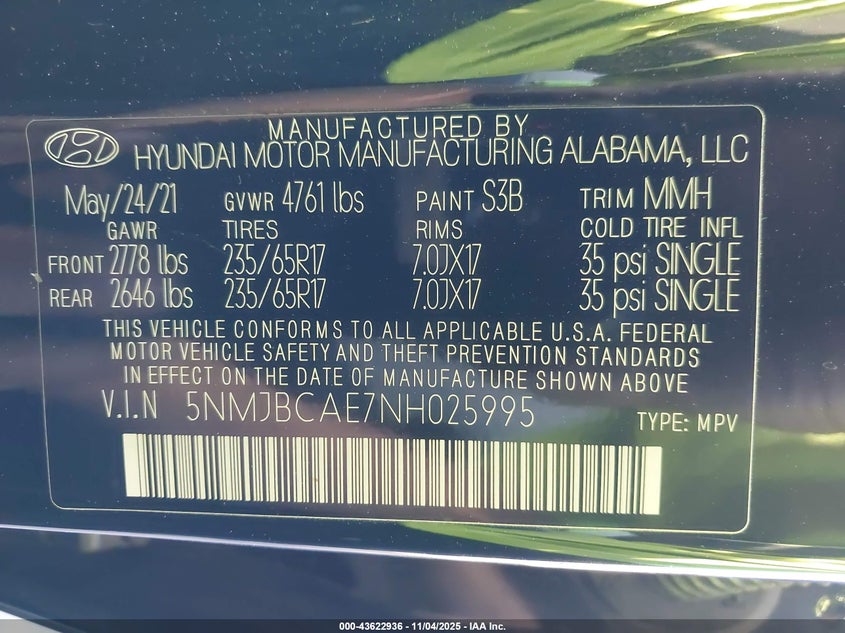 MANUFACTURED BY
HYUNDAI MOTOR MANUFACTURING ALABAMA, LLC
May/24/21 GVWR 4761 lbs PAINT S3B TRIM MMH
GAWR TIRES RIMS COLD TIRE INFL
FRONT 2778 lbs 235/65R17 7.0JX17 35 psi SINGLE
REAR 2646 lbs 235/65R17 7.0JX17 35 psi SINGLE
THIS VEHICLE CONFORMS TO ALL APPLICABLE U.S.A. FEDERAL
MOTOR VEHICLE SAFETY AND THEFT PREVENTION STANDARDS
IN EFFECT ON THE DATE OF MANUFACTURE SHOWN ABOVE
V.I.N 5NMJBCAE7NH025995
TYPE: MPV
000-43622936 - 11/04/2025 - IAA Inc.